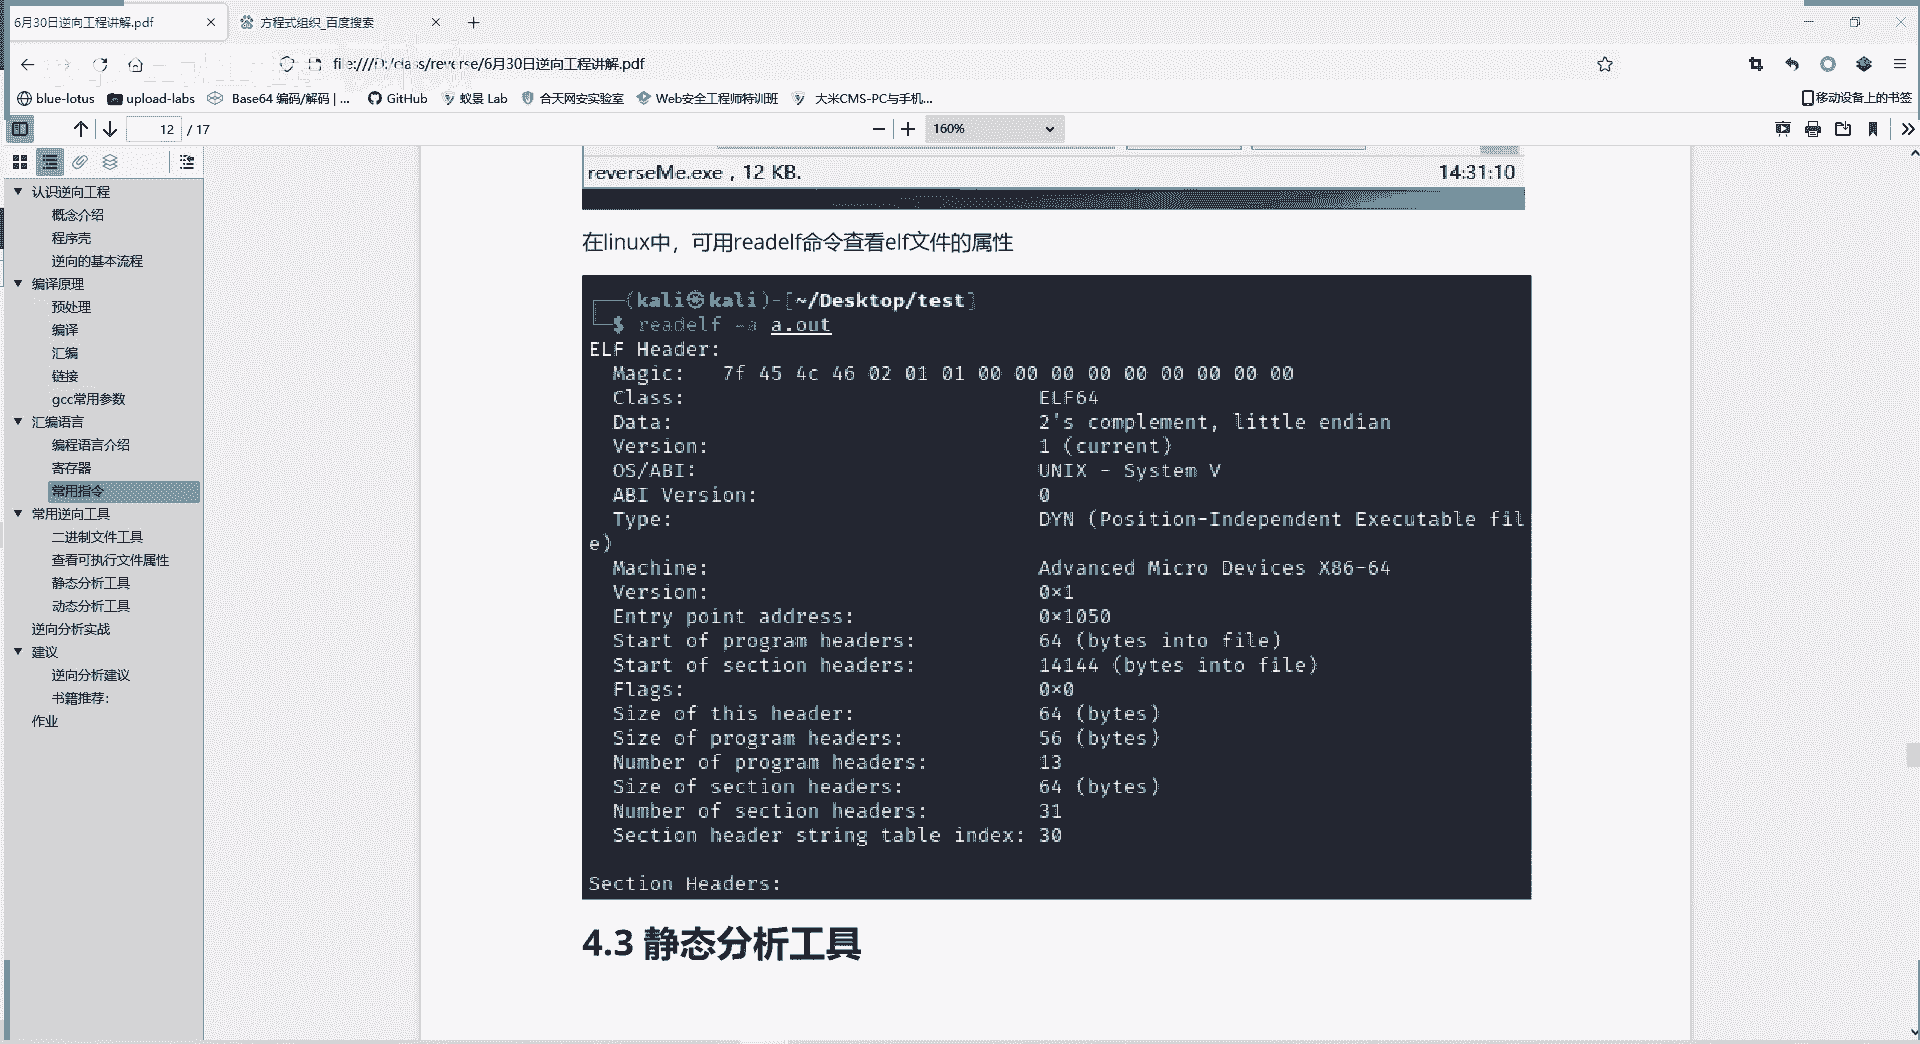 6月30日逆向工程讲解.pdf
方程式组织_百度搜索
file:///D:/class/reverse/6月30日逆向工程讲解.pdf
blue-lotus
upload-labs
Base64 编码/解码 | ...
GitHub
蚁景 Lab
合天网安实验室
Web安全工程师特训班
大米CMS-PC与手机...
移动设备上的书签
12 / 17
160%
认识逆向工程
概念介绍
程序壳
逆向的基本流程
编译原理
预处理
编译
汇编
链接
gcc常用参数
汇编语言
编程语言介绍
寄存器
常用指令
常用逆向工具
二进制文件工具
查看可执行文件属性
静态分析工具
动态分析工具
逆向分析实战
建议
逆向分析建议
书籍推荐：
作业
reverseMe.exe , 12 KB.
14:31:10
在linux中，可用readelf命令查看elf文件的属性
(kali㉿kali)-[~/Desktop/test]
$ readelf -a a.out
ELF Header:
Magic: 7f 45 4c 46 02 01 01 00 00 00 00 00 00 00 00 00
Class: ELF64
Data: 2's complement, little endian
Version: 1 (current)
OS/ABI: UNIX - System V
ABI Version: 0
Type: DYN (Position-Independent Executable fil
e)
Machine: Advanced Micro Devices X86-64
Version: 0×1
Entry point address: 0×1050
Start of program headers: 64 (bytes into file)
Start of section headers: 14144 (bytes into file)
Flags: 0×0
Size of this header: 64 (bytes)
Size of program headers: 56 (bytes)
Number of program headers: 13
Size of section headers: 64 (bytes)
Number of section headers: 31
Section header string table index: 30
Section Headers:
4.3 静态分析工具